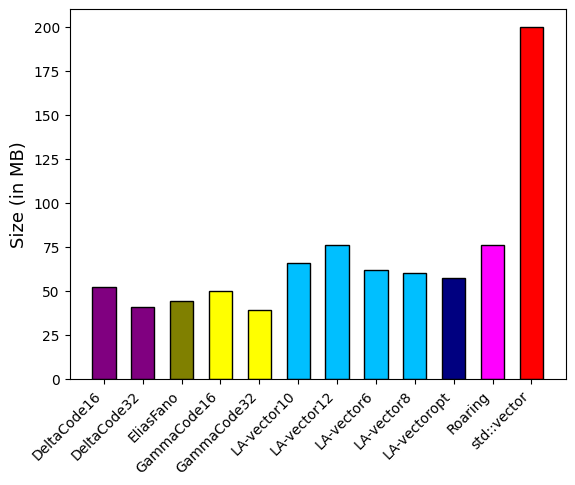 Size (in MB)
200
175
150
125
100
75
50
25
0
DeltaCode16
DeltaCode32
EliasFano
GammaCode16
GammaCode32
LA-vector10
LA-vector12
LA-vector6
LA-vector8
LA-vectoropt
Roaring
std::vector